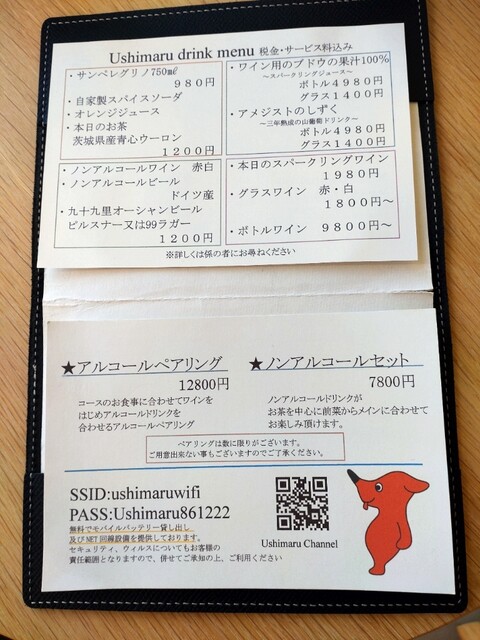 Ushimaru drink menu 税金・サービス料込み
・サンペレグリノ750㎖
９８０円
・自家製スパイスソーダ
・オレンジジュース
・本日のお茶
茨城県産青心ウーロン
１２００円
・ワイン用のブドウの果汁100%
～スパークリングジュース～
ボトル４９８０円
グラス１４００円
・アメジストのしずく
～三年熟成の山葡萄ドリンク～
ボトル４９８０円
グラス１４００円
・ノンアルコールワイン　赤白
・ノンアルコールビール
ドイツ産
・九十九里オーシャンビール
ピルスナー又は99ラガー
１２００円
・本日のスパークリングワイン
１９８０円
・グラスワイン　赤・白
１８００円～
・ボトルワイン　９８００円～
※詳しくは係の者にお尋ねください
★アルコールペアリング
12800円
コースのお食事に合わせてワインを
はじめアルコールドリンクを
合わせるアルコールペアリング
★ノンアルコールセット
7800円
ノンアルコールドリンクが
お茶を中心に前菜からメインに合わせて
お楽しみ頂けます。
ペアリングは数に限りがございます。
ご用意出来ない事もございますのでご了承ください。
SSID:ushimaruwifi
PASS:Ushimaru861222
無料でモバイルバッテリー貸し出し
及びNET回線設備を提供しております。
セキュリティ、ウィルスについてもお客様の
責任範囲となりますので、併せてご承知の上、ご利用ください
Ushimaru Channel